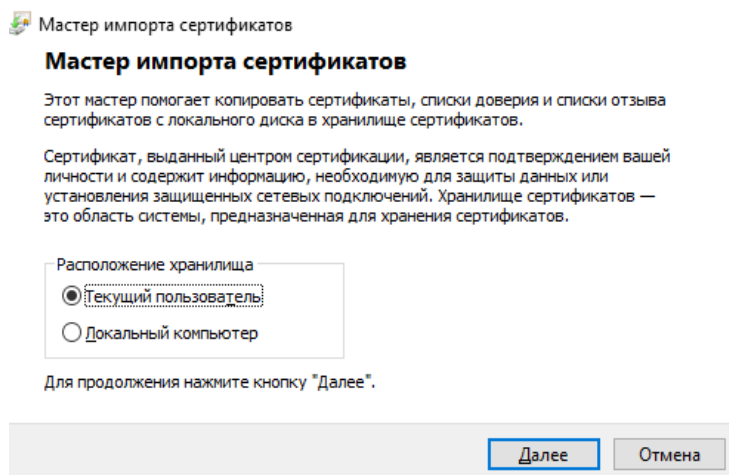 Мастер импорта сертификатов
Мастер импорта сертификатов
Этот мастер помогает копировать сертификаты, списки доверия и списки отзыва
сертификатов с локального диска в хранилище сертификатов.
Сертификат, выданный центром сертификации, является подтверждением вашей
личности и содержит информацию, необходимую для защиты данных или
установления защищенных сетевых подключений. Хранилище сертификатов —
это область системы, предназначенная для хранения сертификатов.
Расположение хранилища
Текущий пользователь
Локальный компьютер
Для продолжения нажмите кнопку "Далее".
Далее Отмена